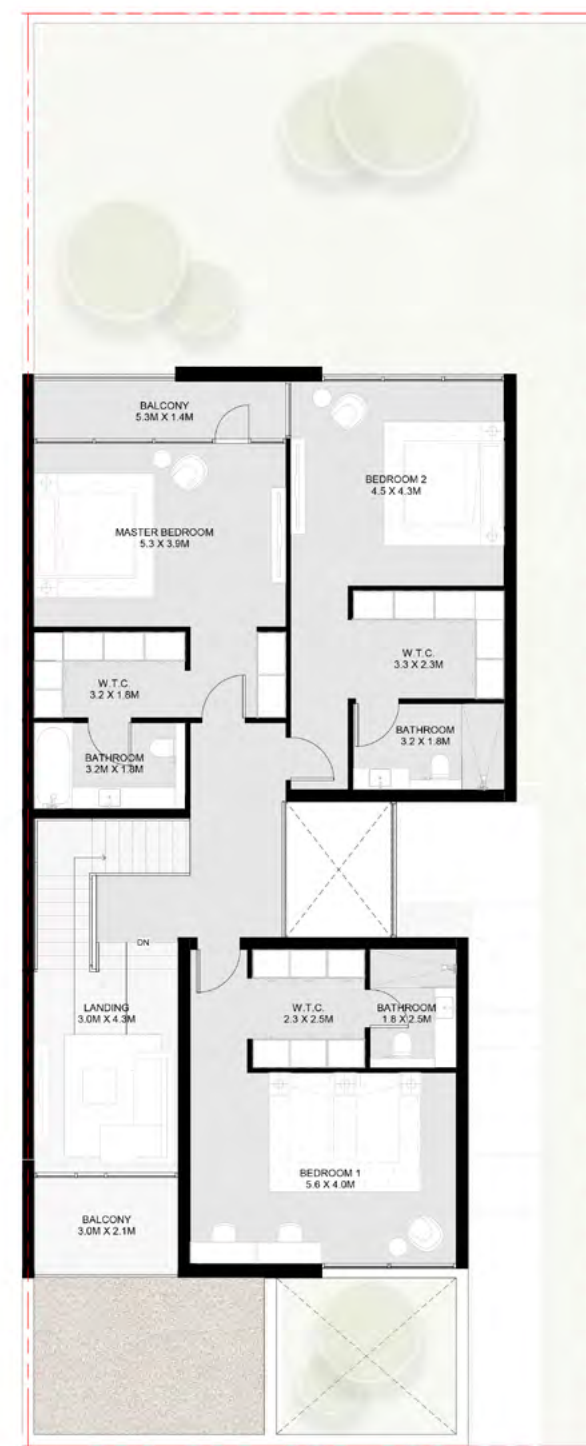 BALCONY
5.3M X 1.4M
BEDROOM 2
4.5 X 4.3M
MASTER BEDROOM
5.3 X 3.9M
W.T.C.
3.3 X 2.3M
W.T.C.
3.2 X 1.8M
BATHROOM
3.2 X 1.8M
BATHROOM
3.2M X 1.8M
DN
LANDING
3.0M X 4.3M
W.T.C.
2.3 X 2.5M
BATHROOM
1.8 X 2.5M
BEDROOM 1
5.6 X 4.0M
BALCONY
3.0M X 2.1M